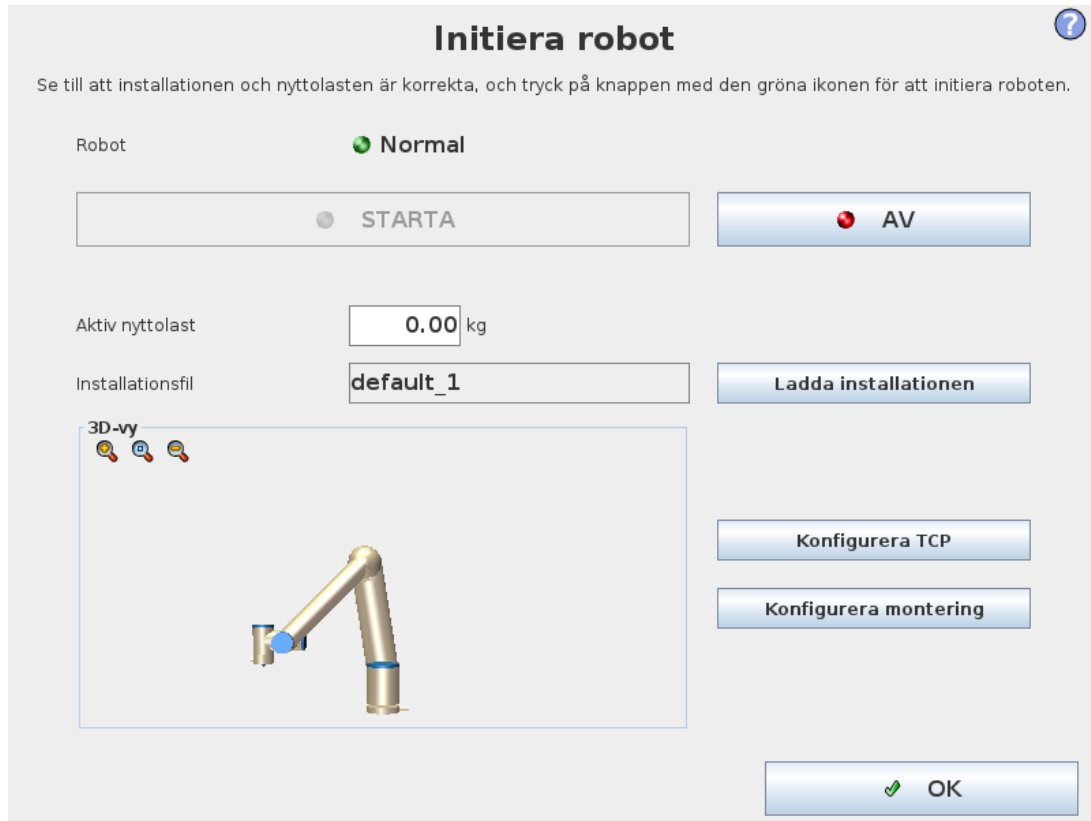 Initiera robot
?
Se till att installationen och nyttolasten är korrekta, och tryck på knappen med den gröna ikonen för att initiera roboten.
Robot
Normal
STARTA
AV
Aktiv nyttolast
0.00 kg
Installationsfil
default_1
Ladda installationen
3D-vy
Konfigurera TCP
Konfigurera montering
OK